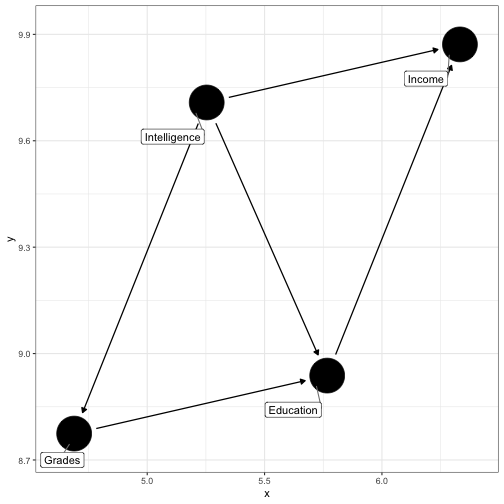 9.9
Income
Intelligence
9.6
y
9.3
9.0
Education
Grades
8.7
5.0 5.5 6.0
x